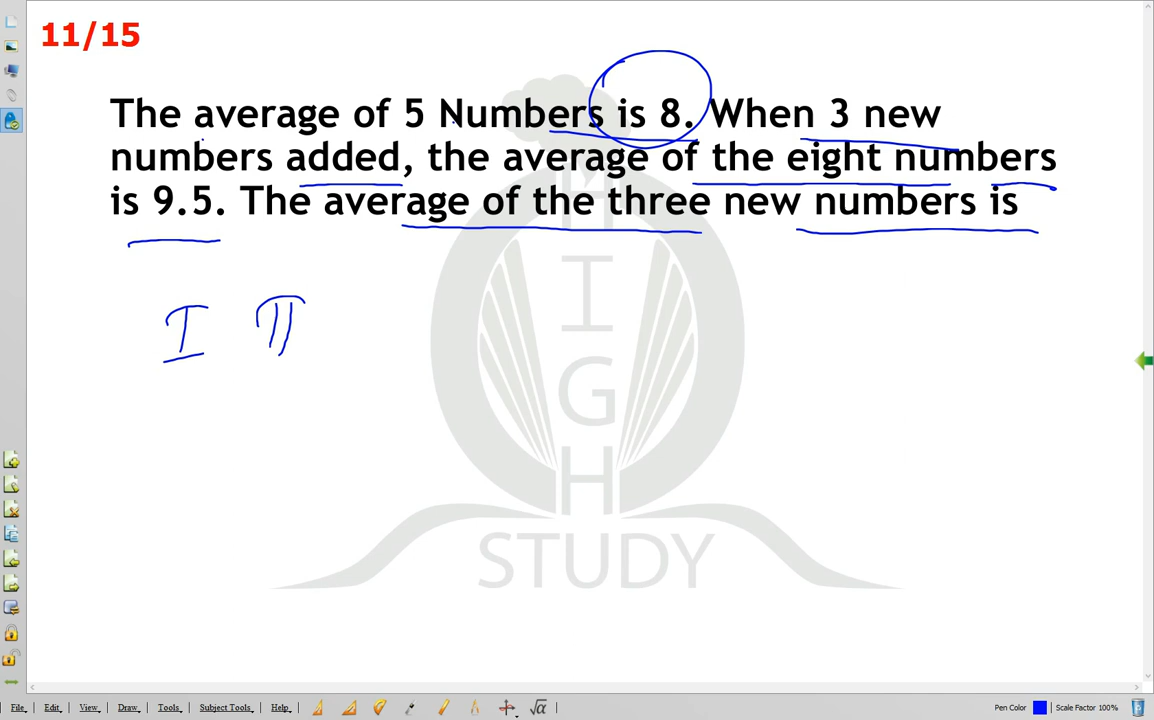 11/15
The average of 5 Numbers is 8. When 3 new
numbers added, the average of the eight numbers
is 9.5. The average of the three new numbers is
I II
HIGH
STUDY
File, Edit, View, Draw, Tools, Subject Tools, Help, √α Pen Color Scale Factor 100%